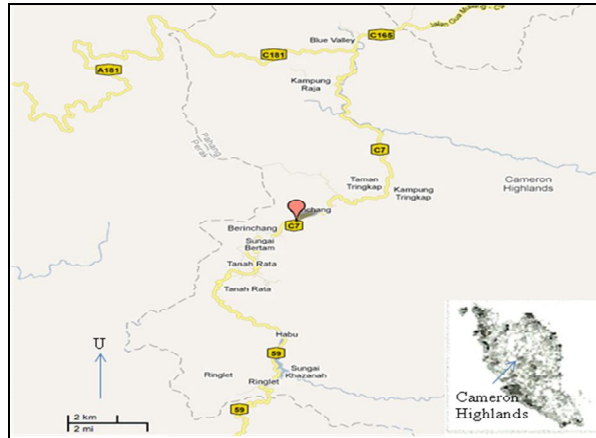 Blue Valley
C165
Jalan Gua Musang - C
C181
A181
Kampung
Raja
Pahang
Perak
C7
Taman
Tringkap
Cameron
Highlands
Kampung
Tringkap
chang
C7
Berinchang
Sungai
Bertam
Tanah Rata
Tanah Rata
U
Habu
59
Sungai
Khazanah
Ringlet
Ringlet
59
2 km
2 mi
Cameron
Highlands